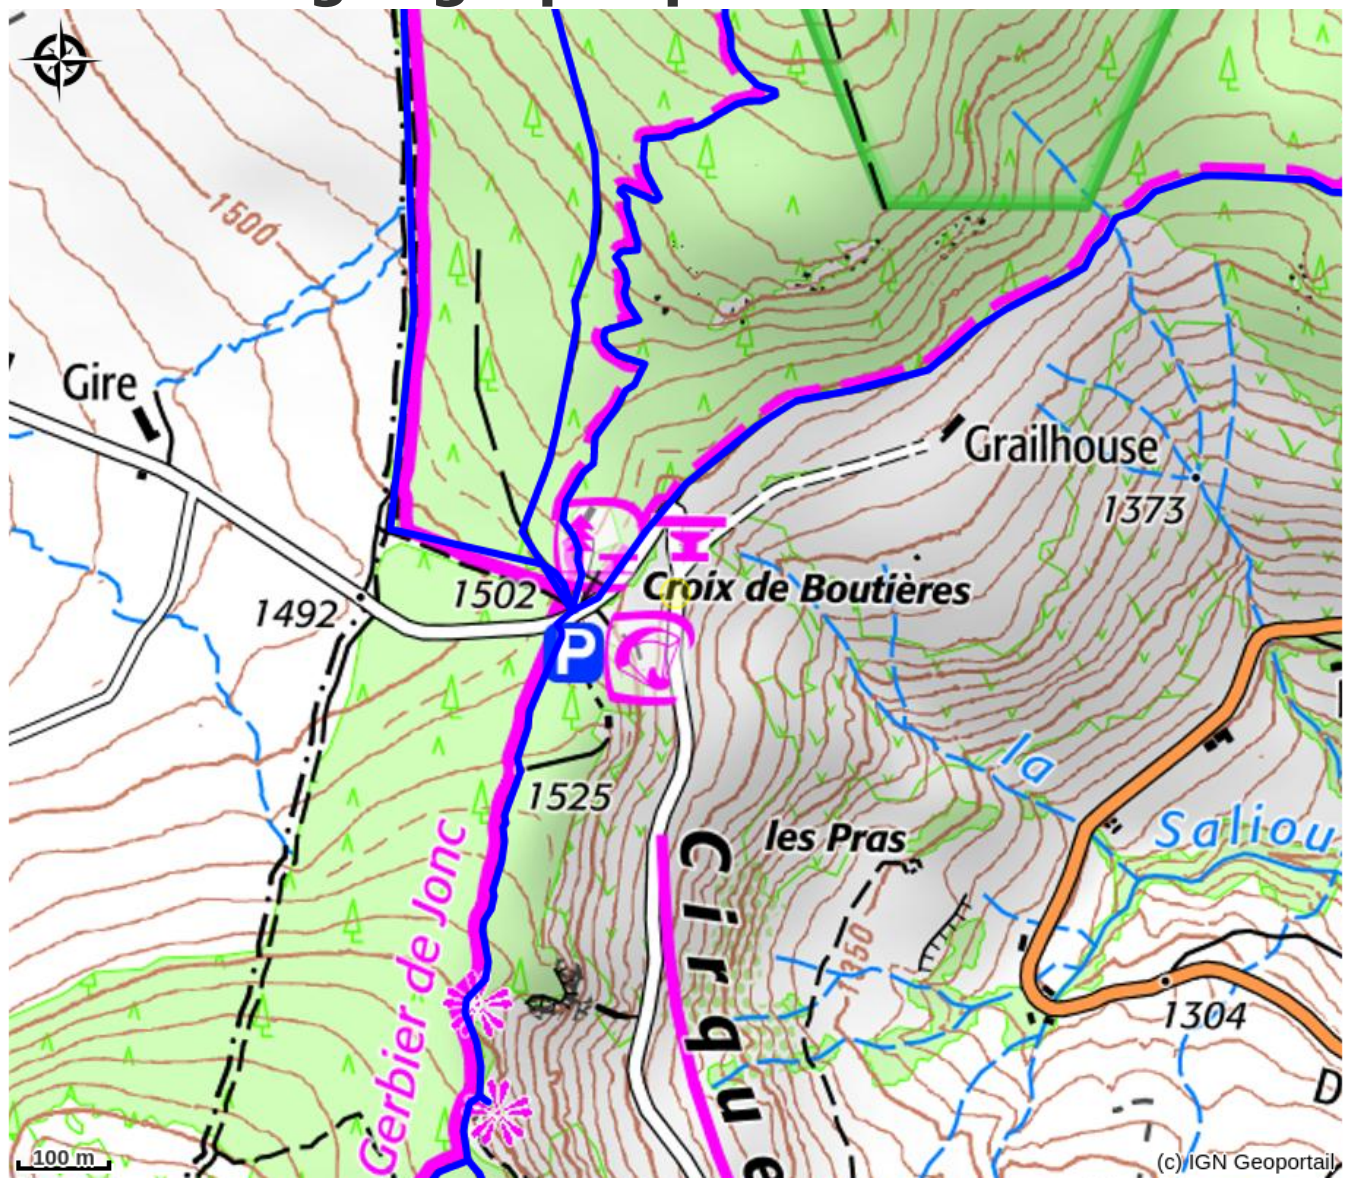 1500
Gire
Grailhouse
1373
1502
Croix de Boutières
1492
P
la
1525
les Pras
Saliou
Gerbier de Jonc
Cirque
1350
1304
D
100 m
(c) IGN Geoportail